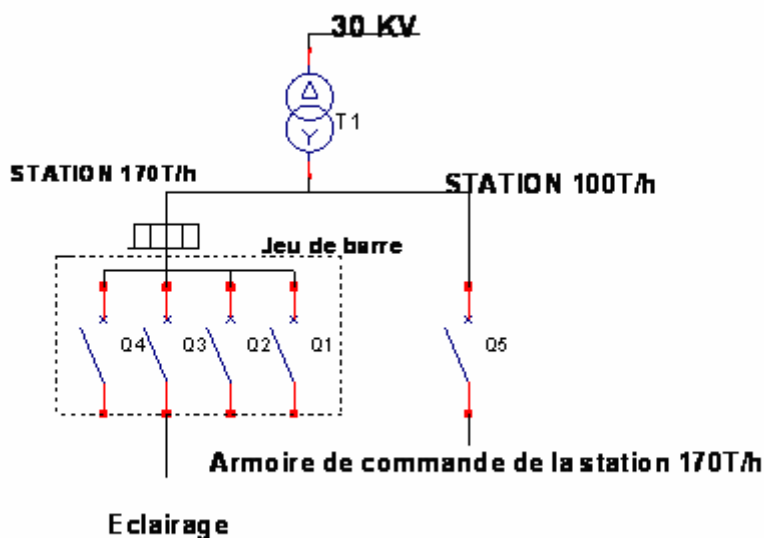 30 KV
T1
STATION 170T/h
STATION 100T/h
Jeu de barre
Q4 Q3 Q2 Q1 Q5
Armoire de commande de la station 170T/h
Eclairage